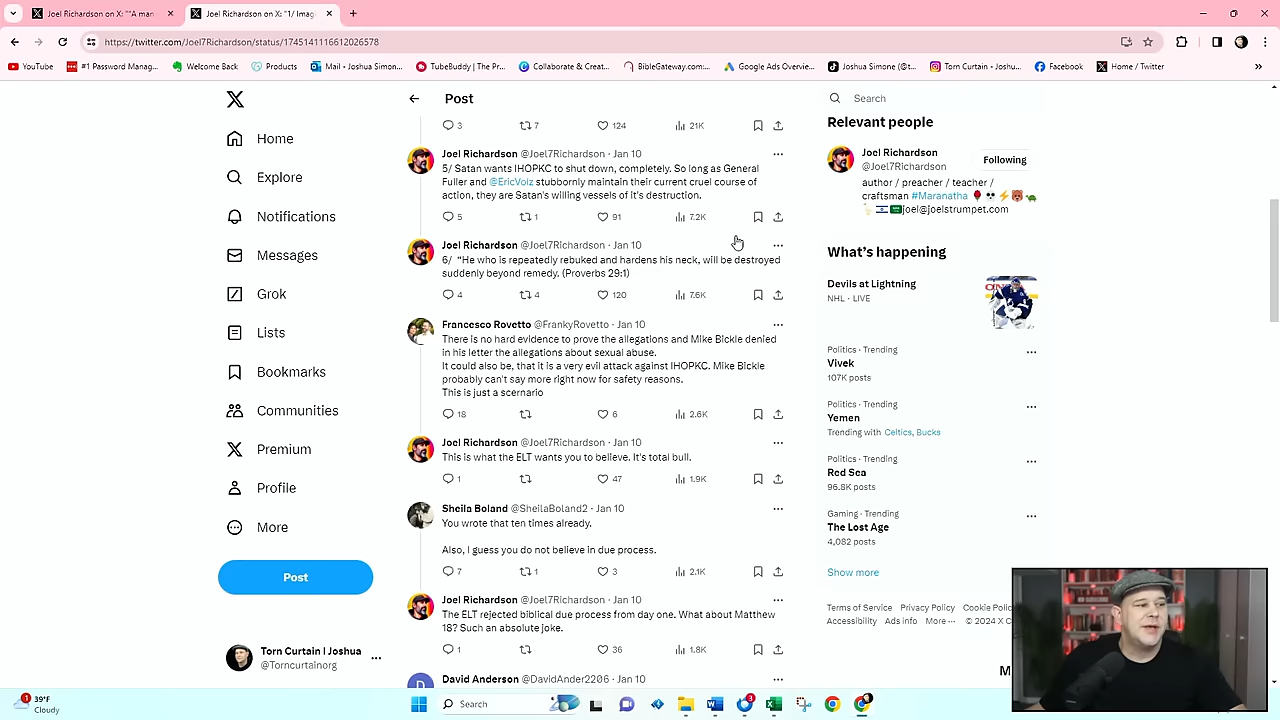 Joel Richardson on X: "“A man
Joel Richardson on X: "1/ Imag
https://twitter.com/Joel7Richardson/status/1745141116612026578
YouTube
#1 Password Manag...
Welcome Back
Products
Mail • Joshua Simon...
TubeBuddy | The Pr...
Collaborate & Creat...
BibleGateway.com:...
Google Ads Overvie...
Joshua Simone (@t...
Torn Curtain • Joshu...
Facebook
Home / Twitter
Home
Explore
Notifications
Messages
Grok
Lists
Bookmarks
Communities
Premium
Profile
More
Post
Torn Curtain | Joshua
@Torncurtainorg
Post
3 7 124 21K
Joel Richardson @Joel7Richardson · Jan 10
5/ Satan wants IHOPKC to shut down, completely. So long as General
Fuller and @EricVolz stubbornly maintain their current cruel course of
action, they are Satan's willing vessels of it's destruction.
5 1 91 7.2K
Joel Richardson @Joel7Richardson · Jan 10
6/ “He who is repeatedly rebuked and hardens his neck, will be destroyed
suddenly beyond remedy. (Proverbs 29:1)
4 4 120 7.6K
Francesco Rovetto @FrankyRovetto · Jan 10
There is no hard evidence to prove the allegations and Mike Bickle denied
in his letter the allegations about sexual abuse.
It could also be, that it is a very evil attack against IHOPKC. Mike Bickle
probably can't say more right now for safety reasons.
This is just a scernario
18 6 2.6K
Joel Richardson @Joel7Richardson · Jan 10
This is what the ELT wants you to believe. It's total bull.
1 47 1.9K
Sheila Boland @SheilaBoland2 · Jan 10
You wrote that ten times already.
Also, I guess you do not believe in due process.
7 1 3 2.1K
Joel Richardson @Joel7Richardson · Jan 10
The ELT rejected biblical due process from day one. What about Matthew
18? Such an absolute joke.
1 36 1.8K
D
David Anderson @DavidAnder2206 · Jan 10
Search
Relevant people
Joel Richardson
@Joel7Richardson
Following
author / preacher / teacher /
craftsman #Maranatha
joel@joelstrumpet.com
What's happening
Devils at Lightning
NHL · LIVE
Politics · Trending
Vivek
107K posts
Politics · Trending
Yemen
Trending with Celtics, Bucks
Politics · Trending
Red Sea
96.8K posts
Gaming · Trending
The Lost Age
4,082 posts
Show more
Terms of Service Privacy Policy Cookie
Accessibility Ads info More ··· © 2024 X
1
39°F
Cloudy
Search
3